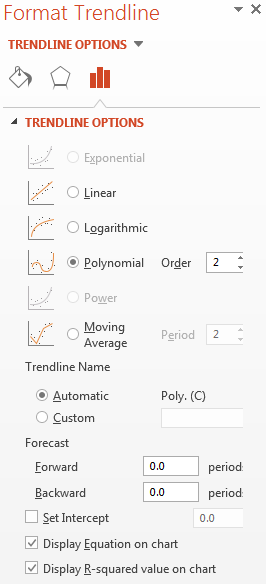 Format Trendline
TRENDLINE OPTIONS
TRENDLINE OPTIONS
Exponential
Linear
Logarithmic
Polynomial Order 2
Power
Moving
Average Period 2
Trendline Name
Automatic Poly. (C)
Custom
Forecast
Forward 0.0 period
Backward 0.0 period
Set Intercept 0.0
Display Equation on chart
Display R-squared value on chart